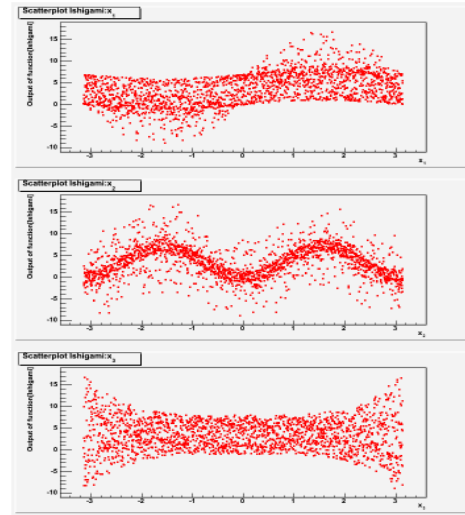 Scatterplot Ishigami:x₁
Output of function[Ishigami]
15
10
5
0
-5
-10
-3 -2 -1 0 1 2 3
x₁
Scatterplot Ishigami:x₂
Output of function[Ishigami]
15
10
5
0
-5
-10
-3 -2 -1 0 1 2 3
x₂
Scatterplot Ishigami:x₃
Output of function[Ishigami]
15
10
5
0
-5
-10
-3 -2 -1 0 1 2 3
x₃